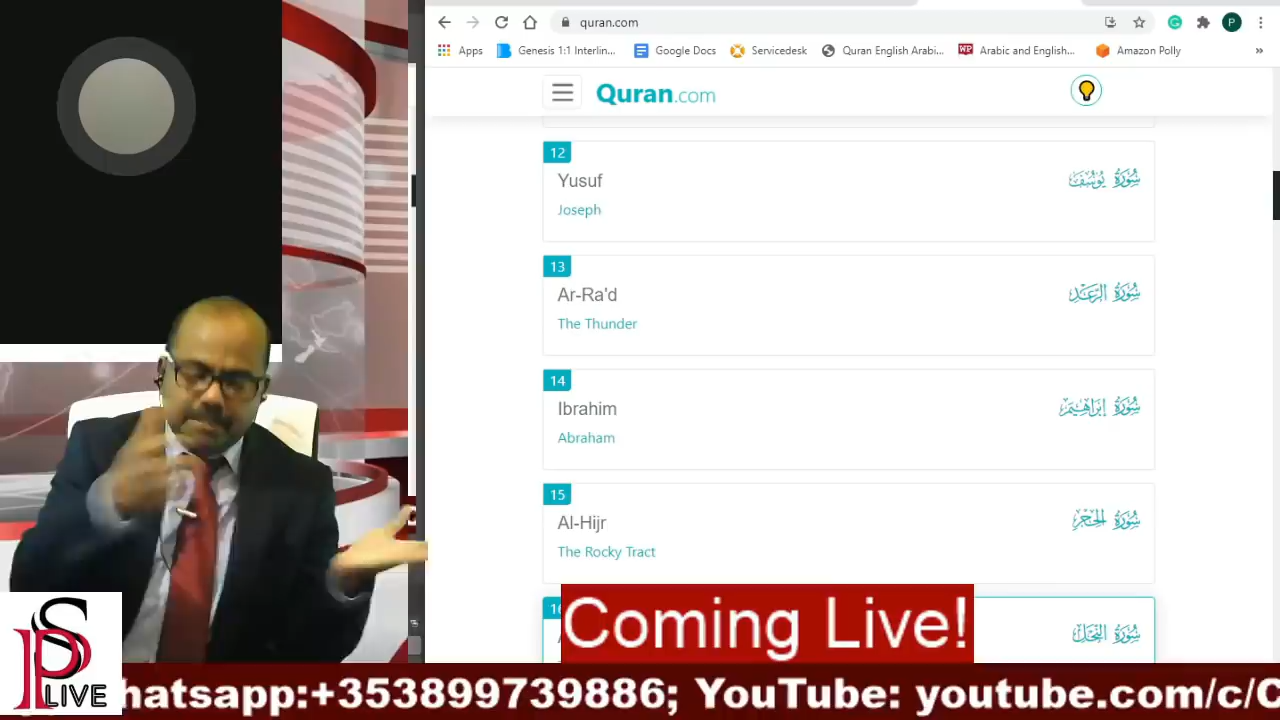 quran.com
Apps
Genesis 1:1 Interlin...
Google Docs
Servicedesk
Quran English Arabi...
Arabic and English...
Amazon Polly
»
Quran.com
12
Yusuf
سُورَة يُوسُف
Joseph
13
Ar-Ra'd
سُورَة الرَّعْد
The Thunder
14
Ibrahim
سُورَة إِبْرَاهِيم
Abraham
15
Al-Hijr
سُورَة الحِجْر
The Rocky Tract
سُورَة النَّحْل
Coming Live!
SP LIVE
hatsapp:+353899739886; YouTube: youtube.com/c/C